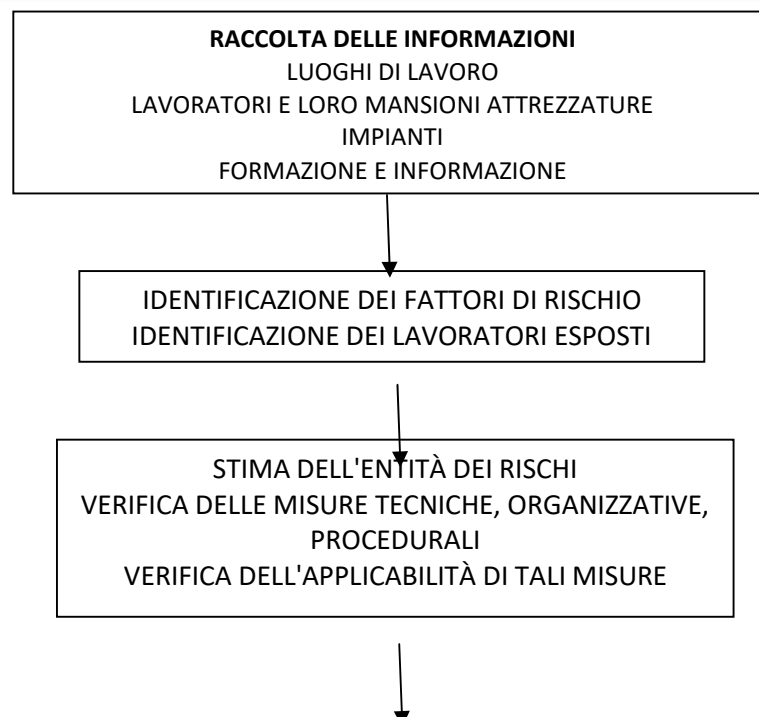 RACCOLTA DELLE INFORMAZIONI
LUOGHI DI LAVORO
LAVORATORI E LORO MANSIONI ATTREZZATURE
IMPIANTI
FORMAZIONE E INFORMAZIONE
IDENTIFICAZIONE DEI FATTORI DI RISCHIO
IDENTIFICAZIONE DEI LAVORATORI ESPOSTI
STIMA DELL'ENTITÀ DEI RISCHI
VERIFICA DELLE MISURE TECNICHE, ORGANIZZATIVE,
PROCEDURALI
VERIFICA DELL'APPLICABILITÀ DI TALI MISURE